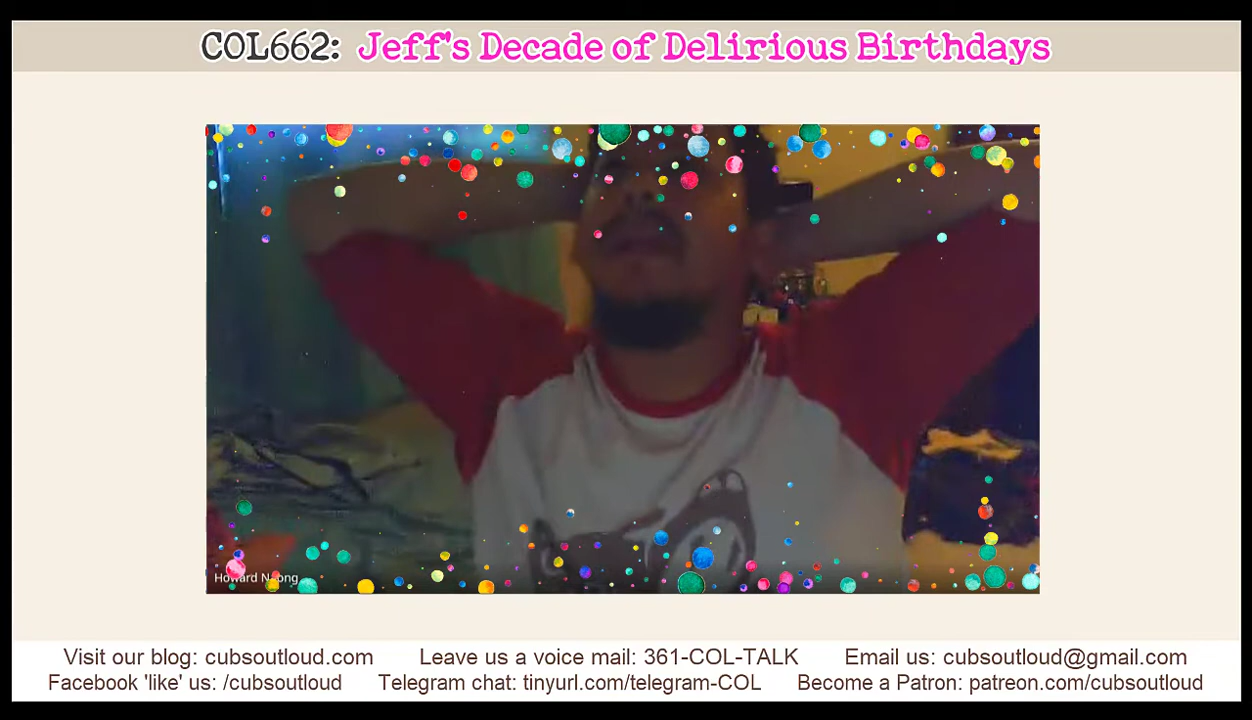 COL662: Jeff's Decade of Delirious Birthdays
Howard
Visit our blog: cubsoutloud.com Leave us a voice mail: 361-COL-TALK Email us: cubsoutloud@gmail.com
Facebook 'like' us: /cubsoutloud Telegram chat: tinyurl.com/telegram-COL Become a Patron: patreon.com/cubsoutloud